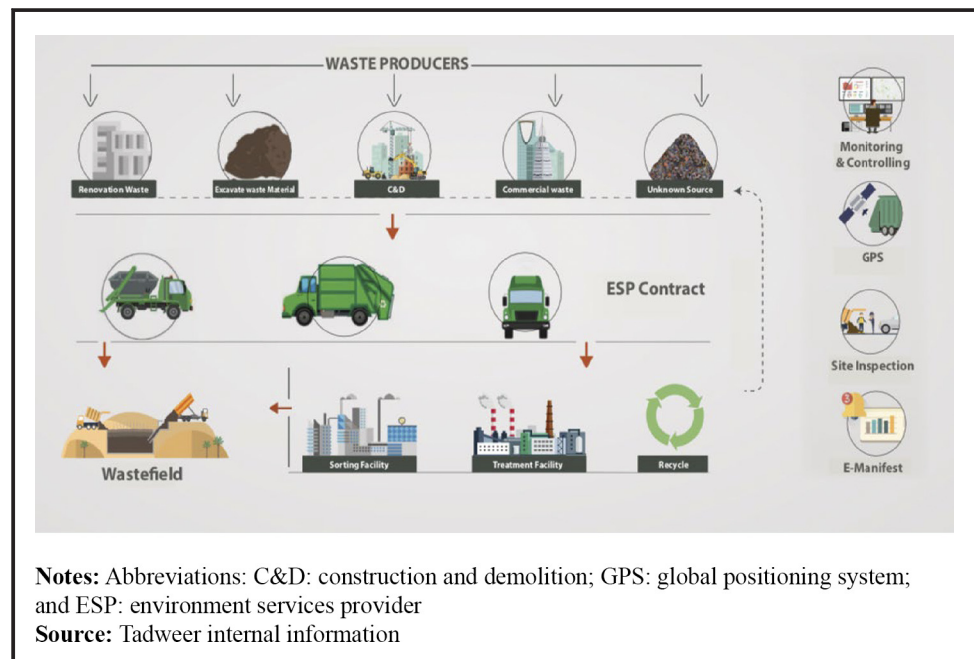 WASTE PRODUCERS
Renovation Waste
Excavate waste Material
C&D
Commercial waste
Unknown Source
ESP Contract
Wastefield
Sorting Facility
Treatment Facility
Recycle
Monitoring
& Controlling
GPS
Site Inspection
3
E-Manifest
Notes: Abbreviations: C&D: construction and demolition; GPS: global positioning system;
and ESP: environment services provider
Source: Tadweer internal information